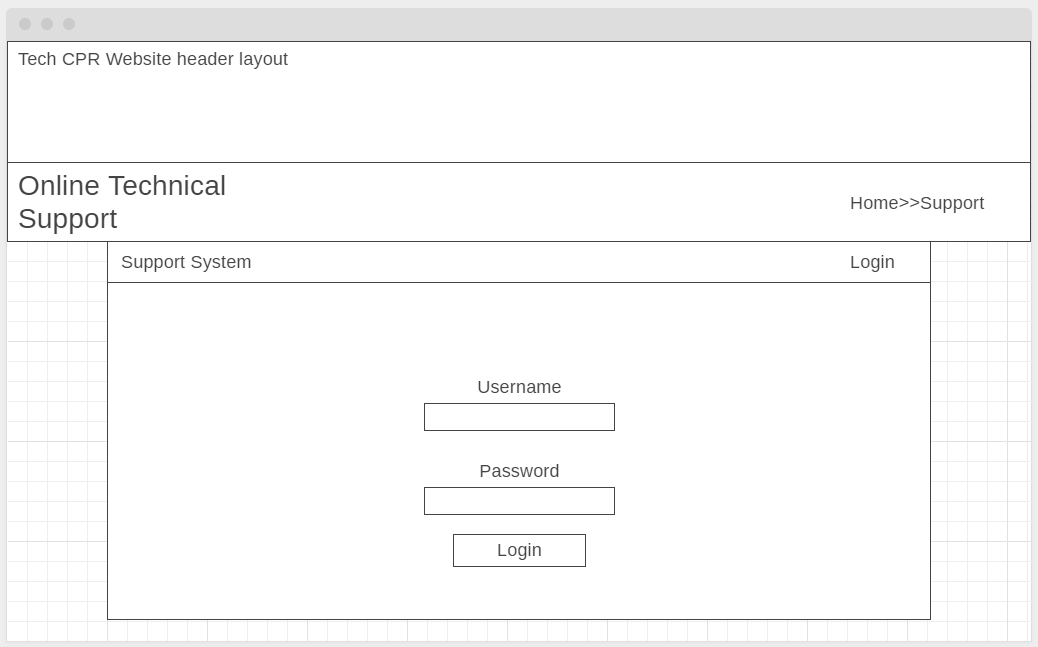 Tech CPR Website header layout
Online Technical
Support
Home>>Support
Support System
Login
Username
Password
Login